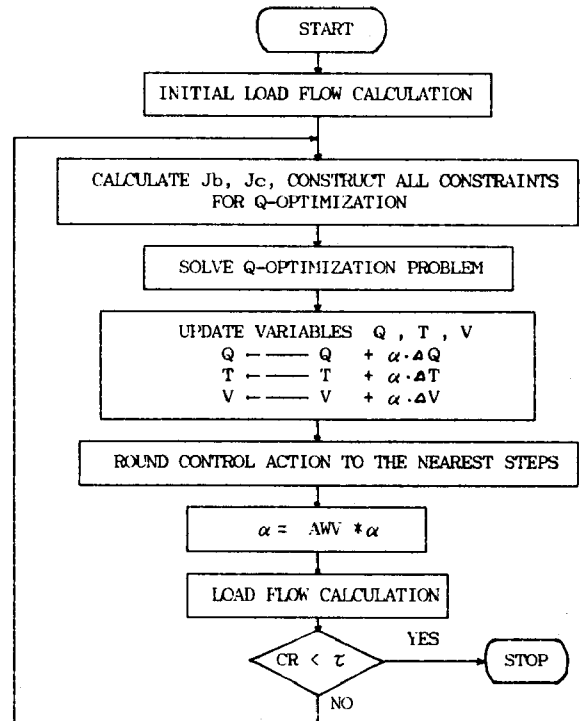 START
INITIAL LOAD FLOW CALCULATION
CALCULATE Jb, Jc, CONSTRUCT ALL CONSTRAINTS
FOR Q-OPTIMIZATION
SOLVE Q-OPTIMIZATION PROBLEM
UPDATE VARIABLES Q , T , V
Q ← Q + α·ΔQ
T ← T + α·ΔT
V ← V + α·ΔV
ROUND CONTROL ACTION TO THE NEAREST STEPS
α = AWV *α
LOAD FLOW CALCULATION
CR < τ
YES
STOP
NO